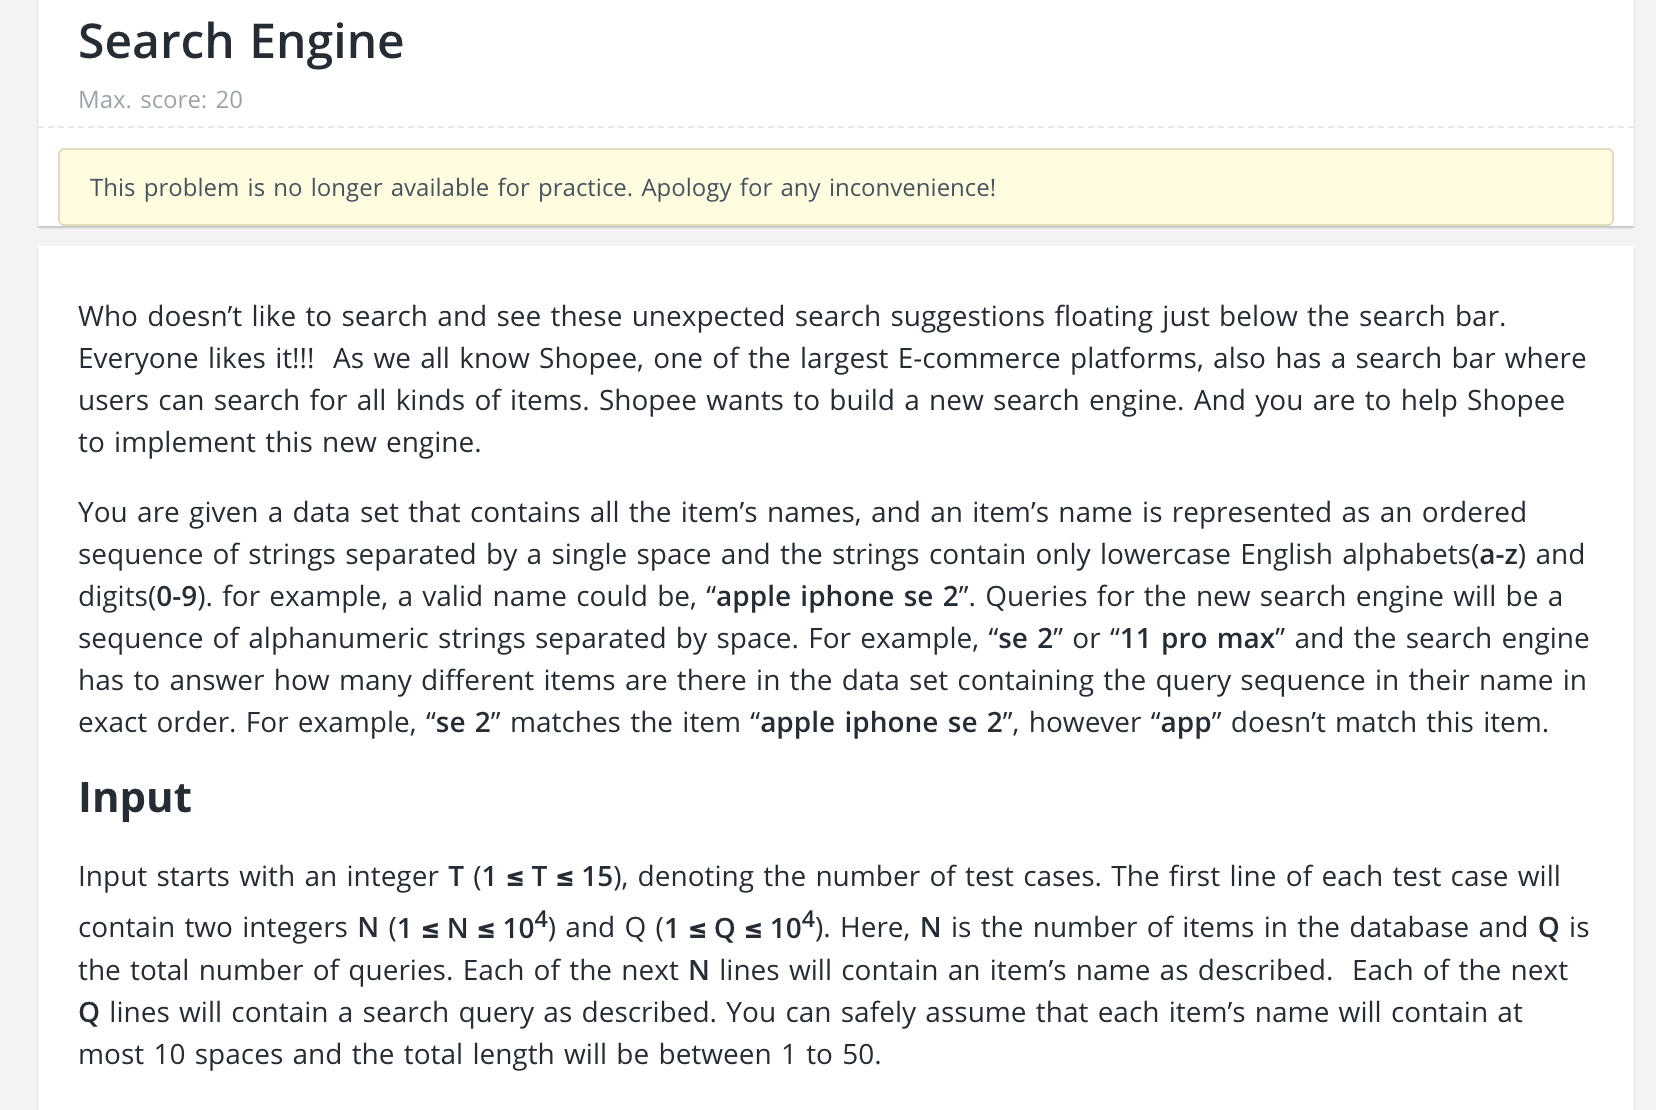 Search Engine
Max. score: 20
This problem is no longer available for practice. Apology for any inconvenience!
Who doesn’t like to search and see these unexpected search suggestions floating just below the search bar.
Everyone likes it!!!  As we all know Shopee, one of the largest E-commerce platforms, also has a search bar where
users can search for all kinds of items. Shopee wants to build a new search engine. And you are to help Shopee
to implement this new engine.
You are given a data set that contains all the item’s names, and an item’s name is represented as an ordered
sequence of strings separated by a single space and the strings contain only lowercase English alphabets(a-z) and
digits(0-9). for example, a valid name could be, “apple iphone se 2”. Queries for the new search engine will be a
sequence of alphanumeric strings separated by space. For example, “se 2” or “11 pro max” and the search engine
has to answer how many different items are there in the data set containing the query sequence in their name in
exact order. For example, “se 2” matches the item “apple iphone se 2”, however “app” doesn’t match this item.
Input
Input starts with an integer T (1 ≤ T ≤ 15), denoting the number of test cases. The first line of each test case will
contain two integers N (1 ≤ N ≤ 10⁴) and Q (1 ≤ Q ≤ 10⁴). Here, N is the number of items in the database and Q is
the total number of queries. Each of the next N lines will contain an item’s name as described.  Each of the next
Q lines will contain a search query as described. You can safely assume that each item’s name will contain at
most 10 spaces and the total length will be between 1 to 50.